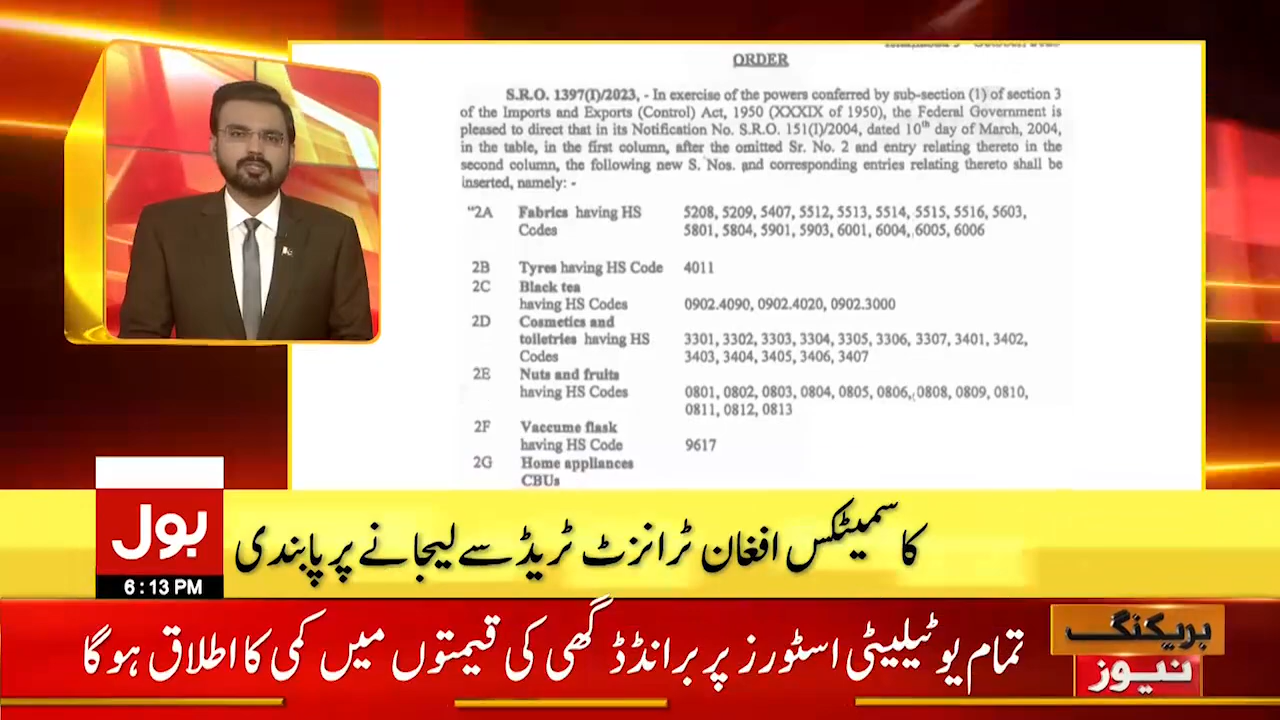 ORDER
S.R.O. 1397(I)/2023, - In exercise of the powers conferred by sub-section (1) of section 3
of the Imports and Exports (Control) Act, 1950 (XXXIX of 1950), the Federal Government is
pleased to direct that in its Notification No. S.R.O. 151(I)/2004, dated 10th day of March, 2004,
in the table, in the first column, after the omitted Sr. No. 2 and entry relating thereto in the
second column, the following new S. Nos. and corresponding entries relating thereto shall be
inserted, namely: -
"2A Fabrics having HS 5208, 5209, 5407, 5512, 5513, 5514, 5515, 5516, 5603,
Codes 5801, 5804, 5901, 5903, 6001, 6004, 6005, 6006
2B Tyres having HS Code 4011
2C Black tea
having HS Codes 0902.4090, 0902.4020, 0902.3000
2D Cosmetics and
toiletries having HS 3301, 3302, 3303, 3304, 3305, 3306, 3307, 3401, 3402,
Codes 3403, 3404, 3405, 3406, 3407
2E Nuts and fruits
having HS Codes 0801, 0802, 0803, 0804, 0805, 0806, 0808, 0809, 0810,
0811, 0812, 0813
2F Vaccume flask
having HS Code 9617
2G Home appliances
CBUs
بول
6:13 PM
کاسمیٹکس افغان ٹرانزٹ ٹریڈ سے لیجانے پر پابندی
تمام یوٹیلیٹی اسٹورز پر برانڈڈ گھی کی قیمتوں میں کمی کا اطلاق ہوگا
بریکنگ
نیوز